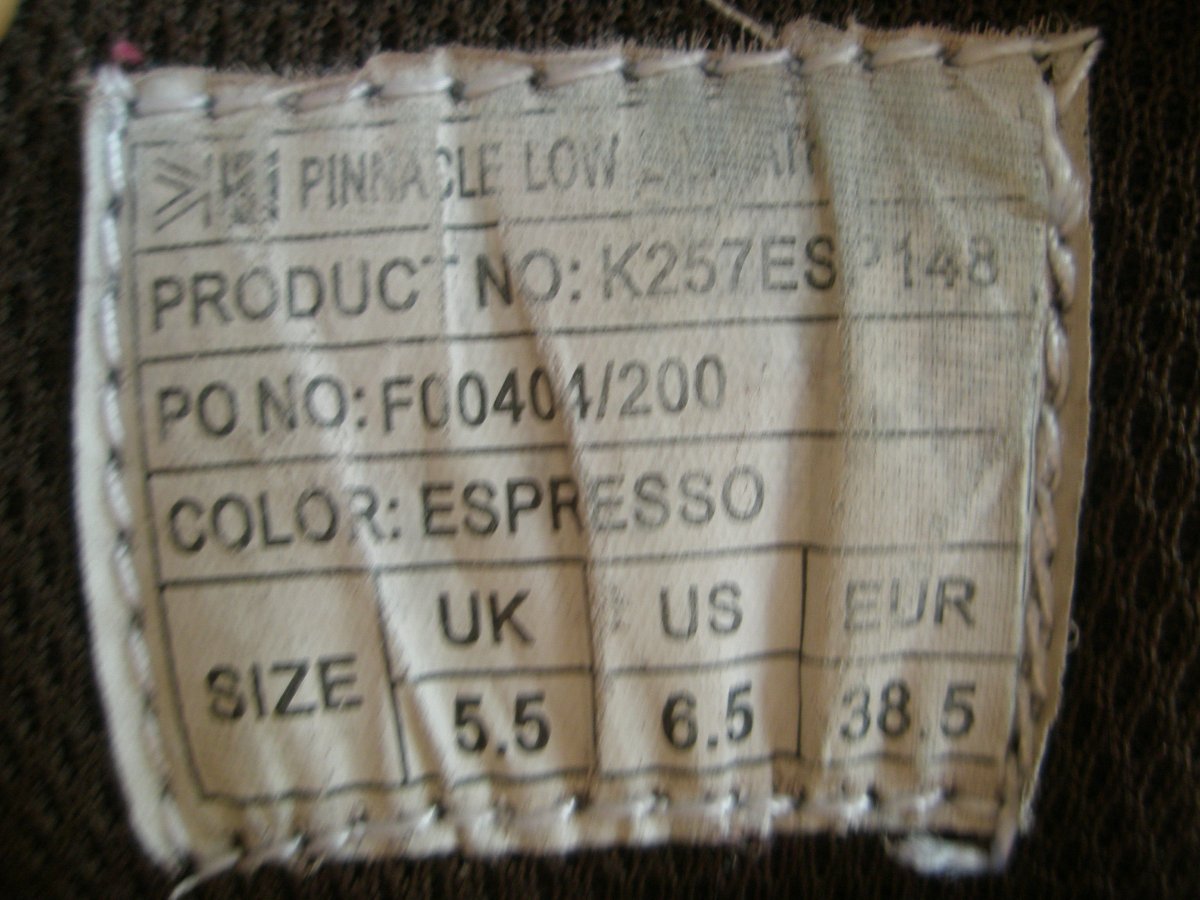 PINNACLE LOW
PRODUCT NO: K257ESP148
PO NO: F00404/200
COLOR: ESPRESSO
SIZE UK US EUR
5.5 6.5 38.5